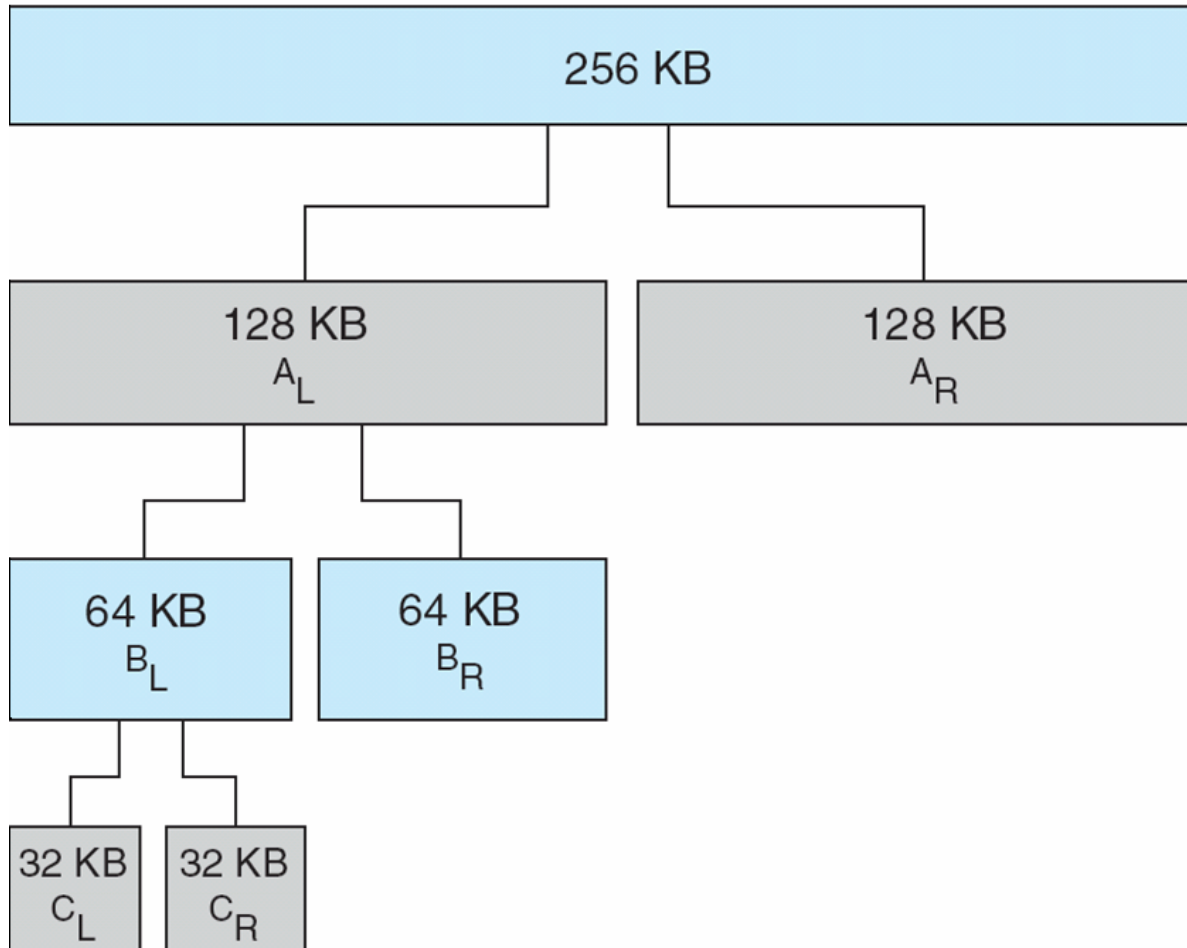 256 KB
128 KB
A_L
128 KB
A_R
64 KB
B_L
64 KB
B_R
32 KB
C_L
32 KB
C_R